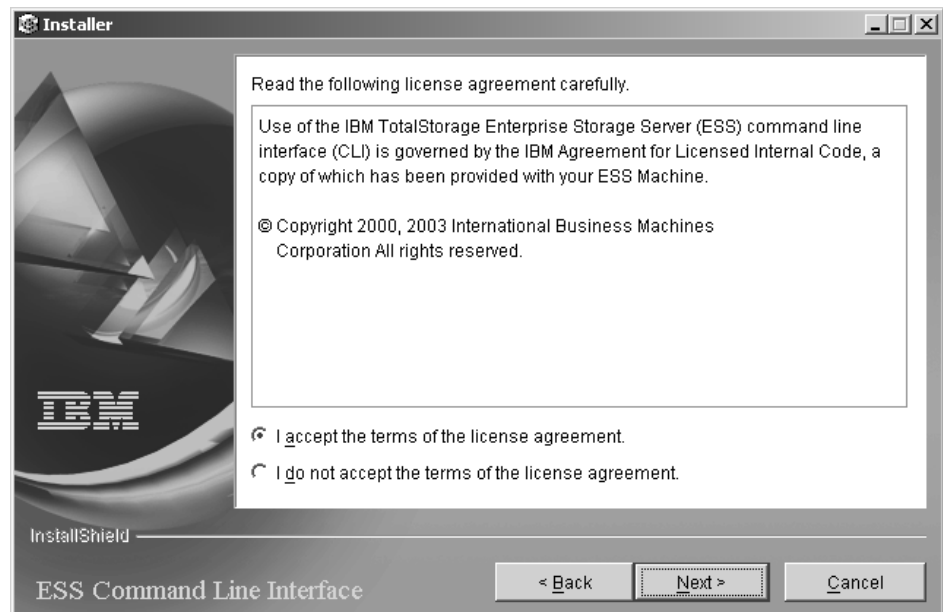 Installer
Read the following license agreement carefully.
Use of the IBM TotalStorage Enterprise Storage Server (ESS) command line
interface (CLI) is governed by the IBM Agreement for Licensed Internal Code, a
copy of which has been provided with your ESS Machine.
© Copyright 2000, 2003 International Business Machines
Corporation All rights reserved.
IBM
I accept the terms of the license agreement.
I do not accept the terms of the license agreement.
InstallShield
ESS Command Line Interface
< Back
Next >
Cancel